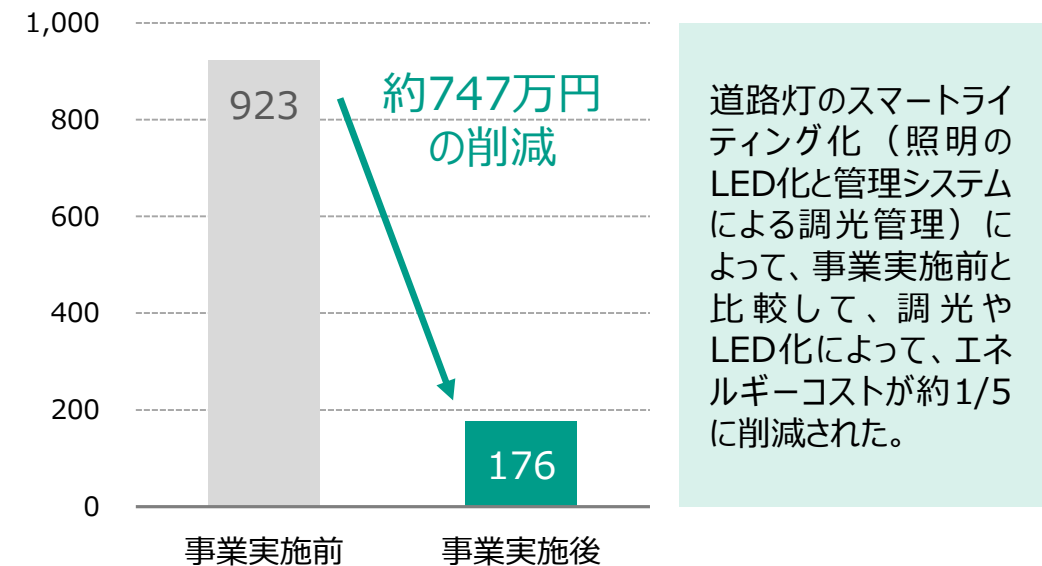 1,000
800
600
400
200
0
923
約747万円
の削減
176
事業実施前
事業実施後
道路灯のスマートライ
ティング化（照明の
LED化と管理システム
による調光管理）に
よって、事業実施前と
比較して、調光や
LED化によって、エネ
ルギーコストが約1/5
に削減された。